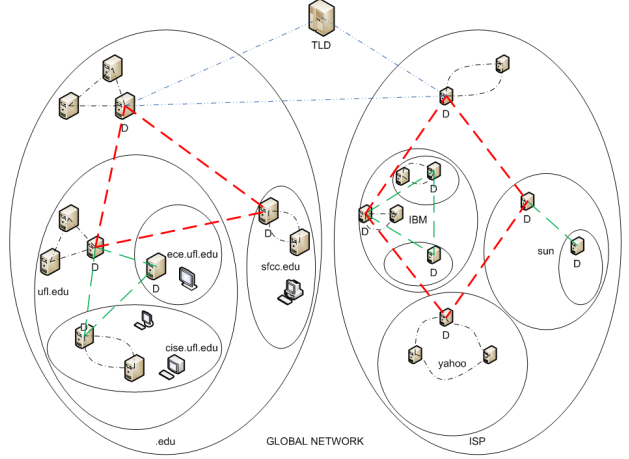 TLD
D
D
D
IBM
D
D
D
D
ece.ufl.edu
sfcc.edu
sun
D
D
D
ufl.edu
D
D
cise.ufl.edu
yahoo
.edu
GLOBAL NETWORK
ISP